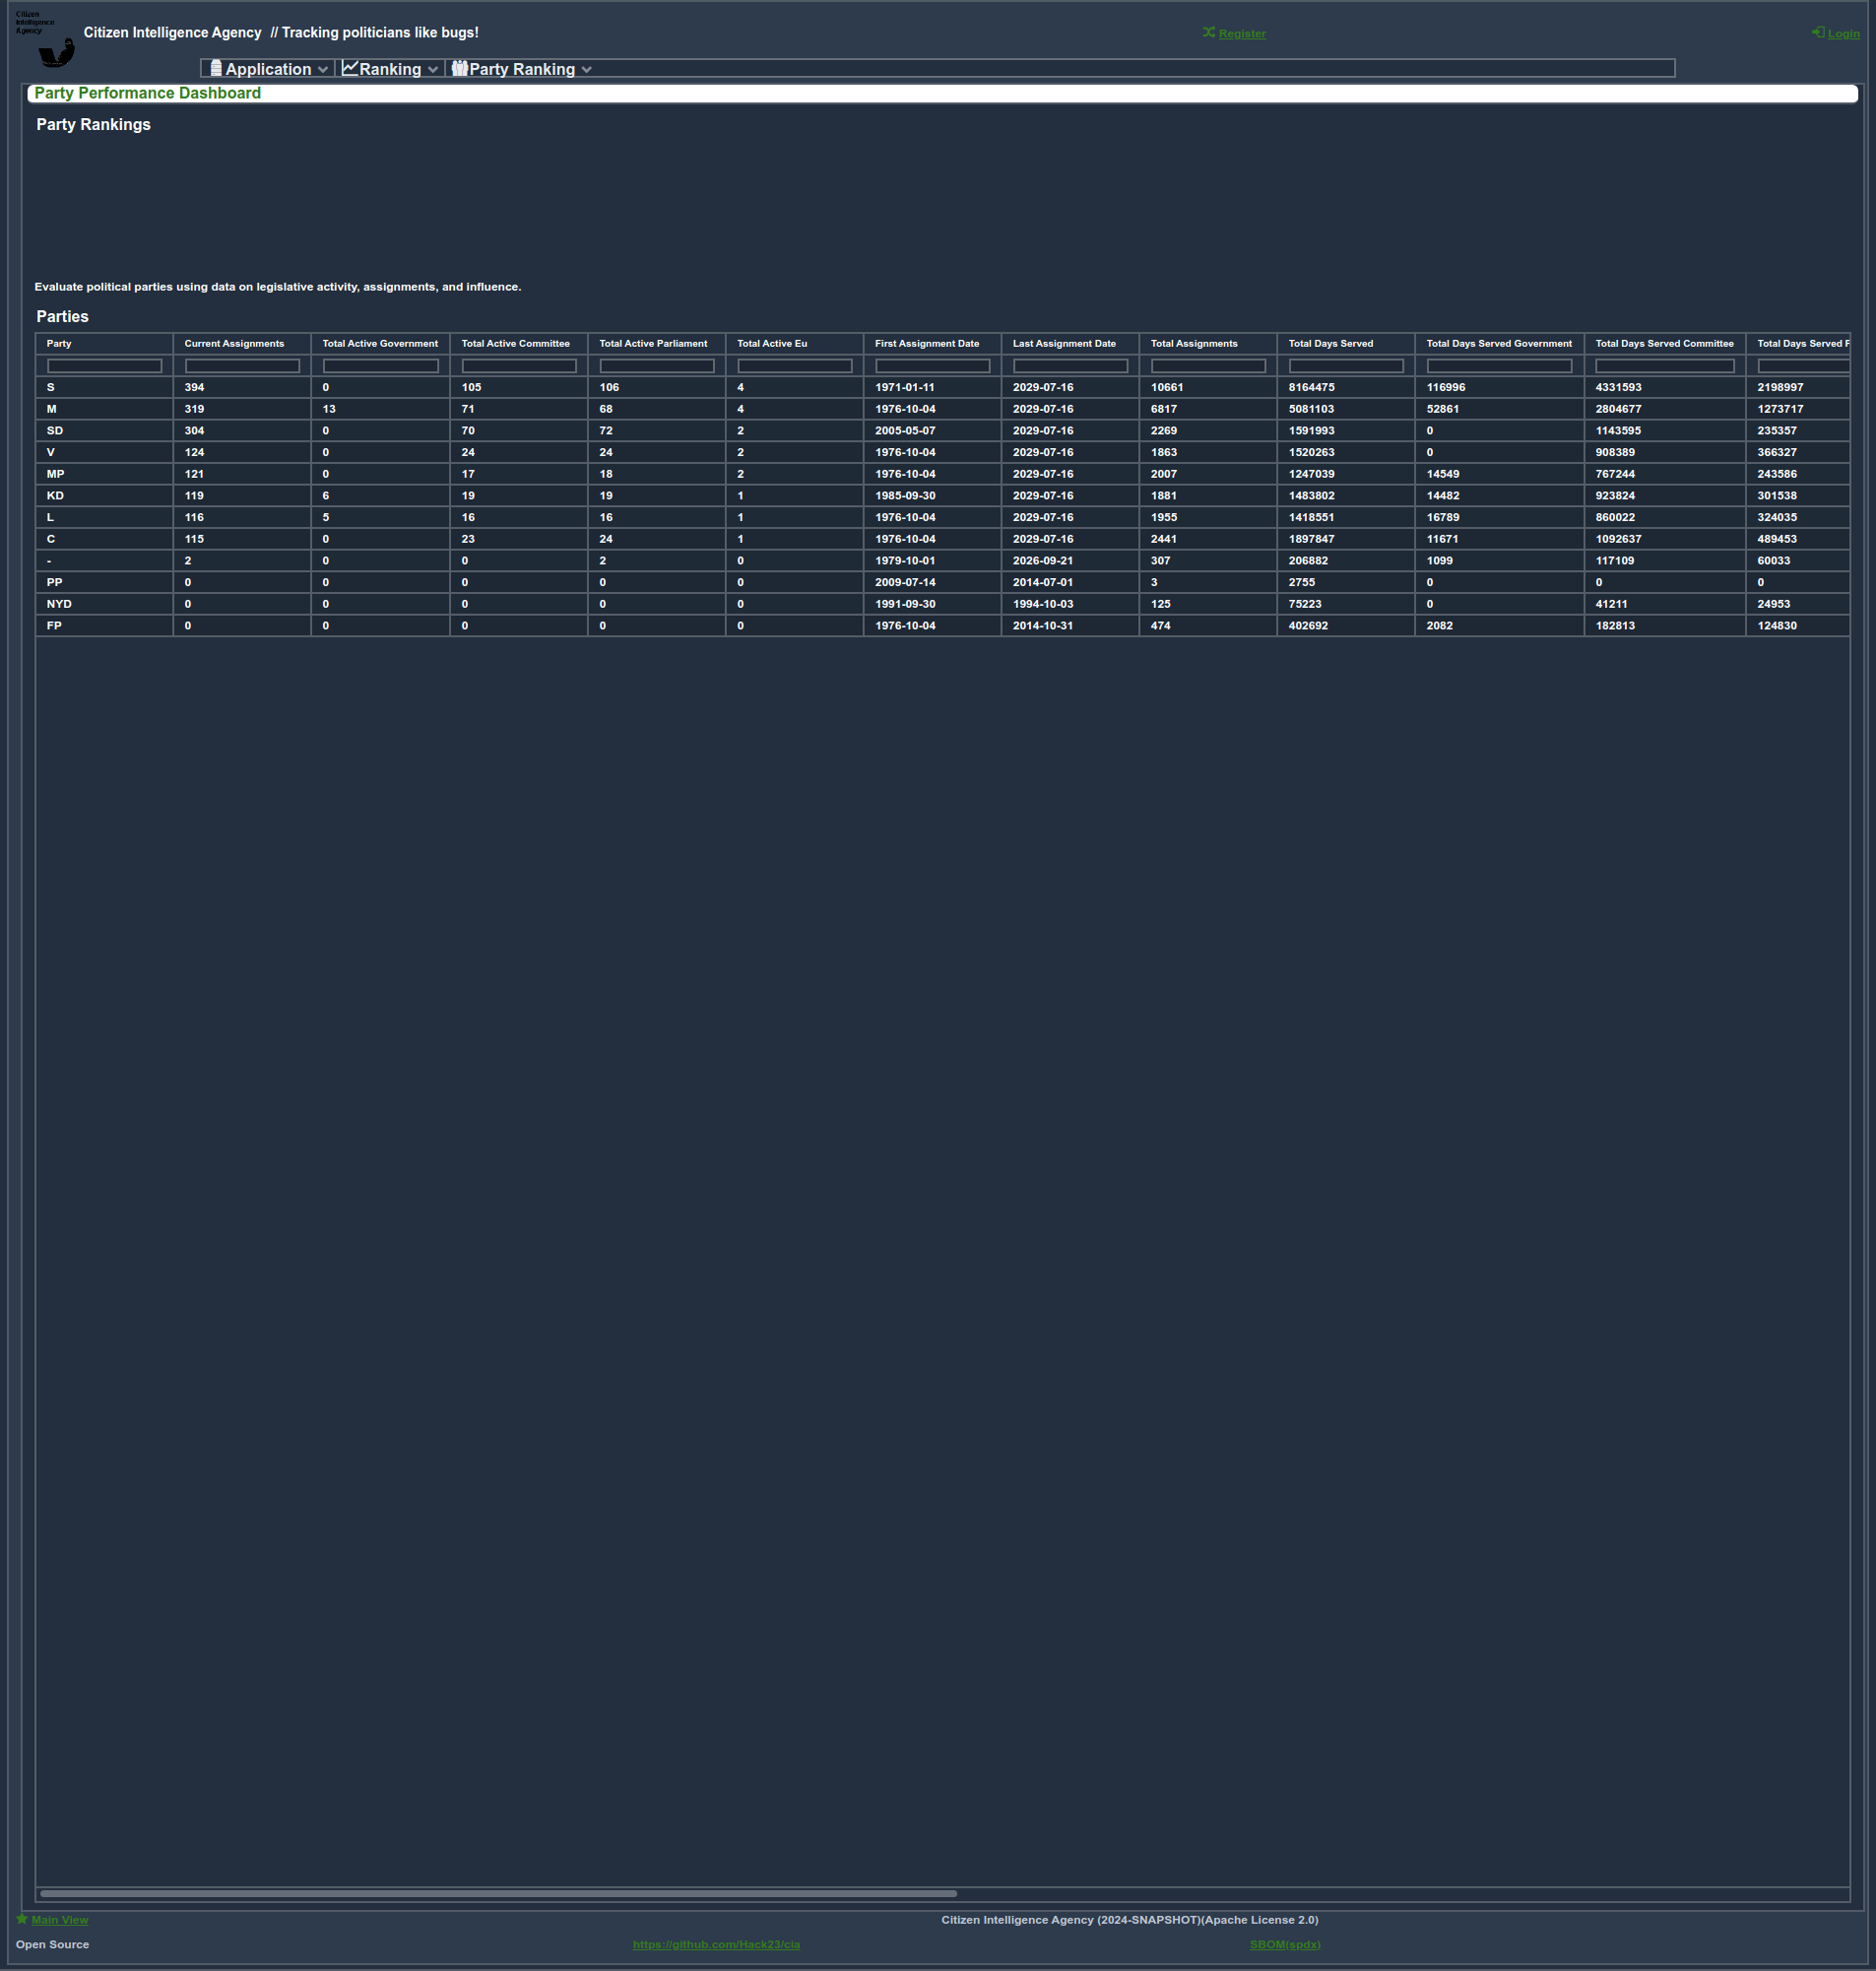 Citizen
Intelligence
Agency
Citizen Intelligence Agency // Tracking politicians like bugs!
Register
Login
Application
Ranking
Party Ranking
Party Performance Dashboard
Party Rankings
Evaluate political parties using data on legislative activity, assignments, and influence.
Parties
Party Current Assignments Total Active Government Total Active Committee Total Active Parliament Total Active Eu First Assignment Date Last Assignment Date Total Assignments Total Days Served Total Days Served Government Total Days Served Committee Total Days Served P
S 394 0 105 106 4 1971-01-11 2029-07-16 10661 8164475 116996 4331593 2198997
M 319 13 71 68 4 1976-10-04 2029-07-16 6817 5081103 52861 2804677 1273717
SD 304 0 70 72 2 2005-05-07 2029-07-16 2269 1591993 0 1143595 235357
V 124 0 24 24 2 1976-10-04 2029-07-16 1863 1520263 0 908389 366327
MP 121 0 17 18 2 1976-10-04 2029-07-16 2007 1247039 14549 767244 243586
KD 119 6 19 19 1 1985-09-30 2029-07-16 1881 1483802 14482 923824 301538
L 116 5 16 16 1 1976-10-04 2029-07-16 1955 1418551 16789 860022 324035
C 115 0 23 24 1 1976-10-04 2029-07-16 2441 1897847 11671 1092637 489453
- 2 0 0 2 0 1979-10-01 2026-09-21 307 206882 1099 117109 60033
PP 0 0 0 0 0 2009-07-14 2014-07-01 3 2755 0 0 0
NYD 0 0 0 0 0 1991-09-30 1994-10-03 125 75223 0 41211 24953
FP 0 0 0 0 0 1976-10-04 2014-10-31 474 402692 2082 182813 124830
Main View
Citizen Intelligence Agency (2024-SNAPSHOT)(Apache License 2.0)
Open Source
https://github.com/Hack23/cia
SBOM(spdx)